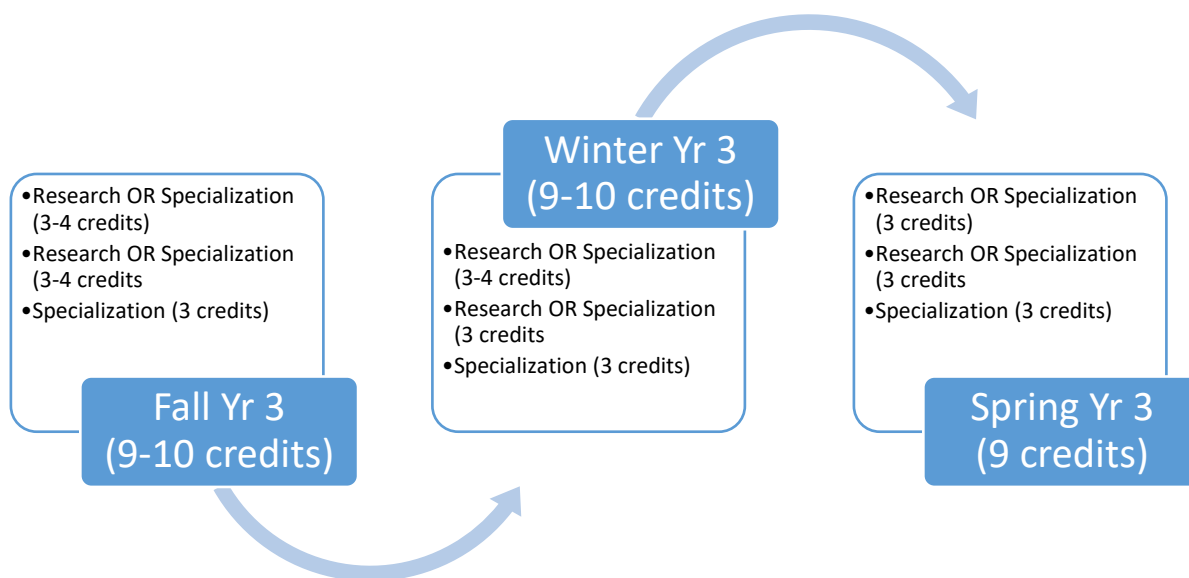 •Research OR Specialization
(3-4 credits)
•Research OR Specialization
(3-4 credits
•Specialization (3 credits)
Fall Yr 3
(9-10 credits)
Winter Yr 3
(9-10 credits)
•Research OR Specialization
(3-4 credits)
•Research OR Specialization
(3 credits
•Specialization (3 credits)
•Research OR Specialization
(3 credits)
•Research OR Specialization
(3 credits
•Specialization (3 credits)
Spring Yr 3
(9 credits)